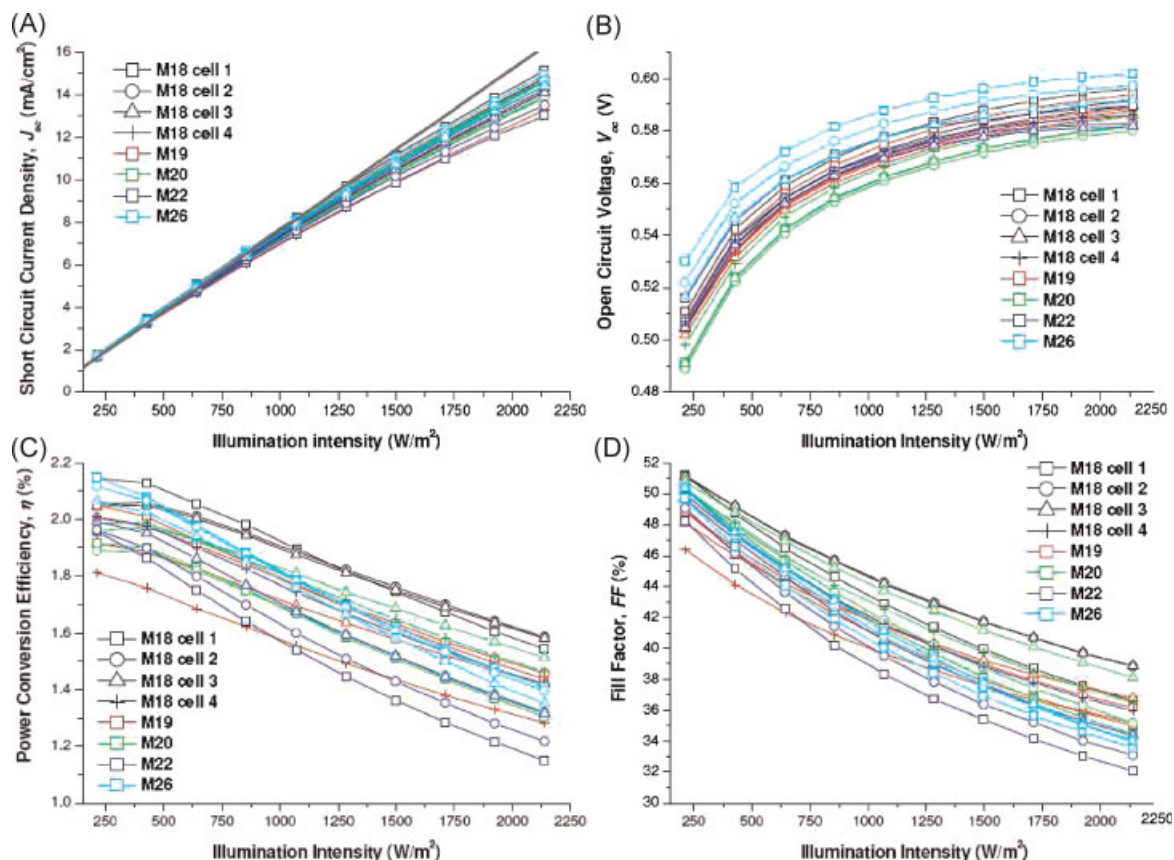 (A)
Short Circuit Current Density, J_sc (mA/cm²)
16
14
12
10
8
6
4
2
0
M18 cell 1
M18 cell 2
M18 cell 3
M18 cell 4
M19
M20
M22
M26
250 500 750 1000 1250 1500 1750 2000 2250
Illumination intensity (W/m²)
(B)
Open Circuit Voltage, V_oc (V)
0.60
0.58
0.56
0.54
0.52
0.50
0.48
M18 cell 1
M18 cell 2
M18 cell 3
M18 cell 4
M19
M20
M22
M26
250 500 750 1000 1250 1500 1750 2000 2250
Illumination Intensity (W/m²)
(C)
Power Conversion Efficiency, η (%)
2.2
2.0
1.8
1.6
1.4
1.2
1.0
M18 cell 1
M18 cell 2
M18 cell 3
M18 cell 4
M19
M20
M22
M26
250 500 750 1000 1250 1500 1750 2000 2250
Illumination Intensity (W/m²)
(D)
Fill Factor, FF (%)
52
50
48
46
44
42
40
38
36
34
32
30
M18 cell 1
M18 cell 2
M18 cell 3
M18 cell 4
M19
M20
M22
M26
250 500 750 1000 1250 1500 1750 2000 2250
Illumination Intensity (W/m²)